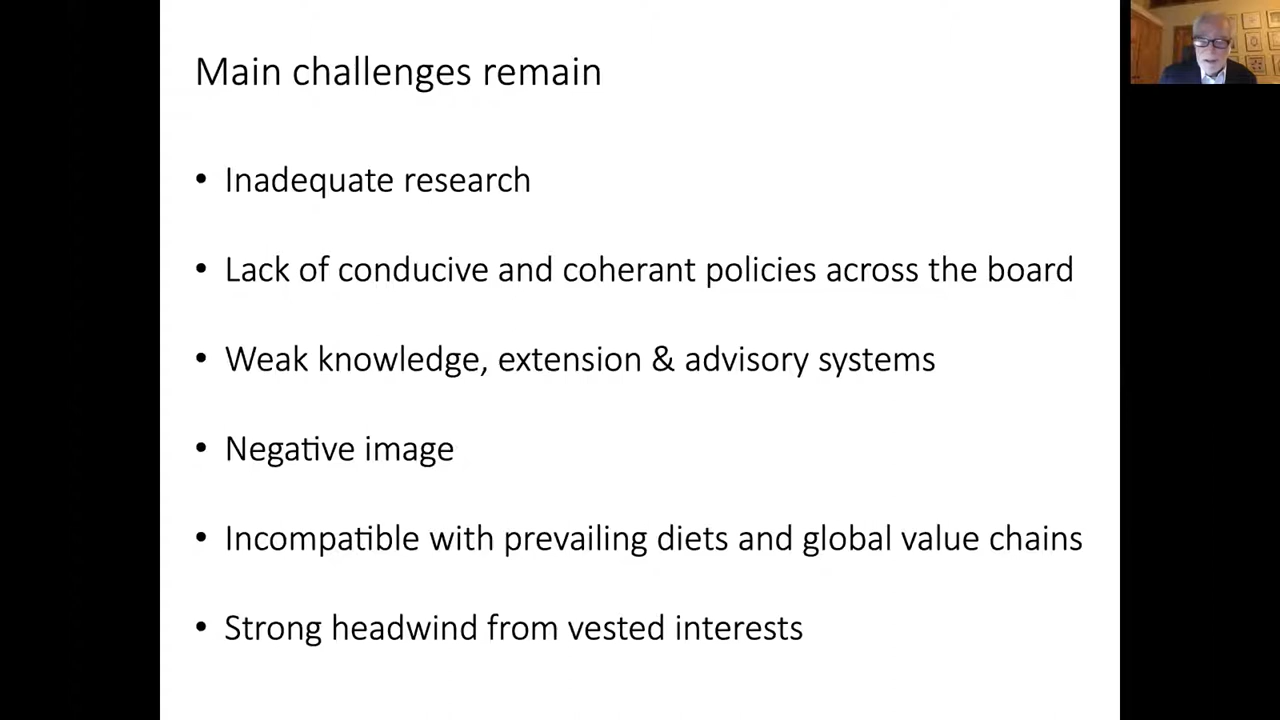 Main challenges remain
• Inadequate research
• Lack of conducive and coherant policies across the board
• Weak knowledge, extension & advisory systems
• Negative image
• Incompatible with prevailing diets and global value chains
• Strong headwind from vested interests